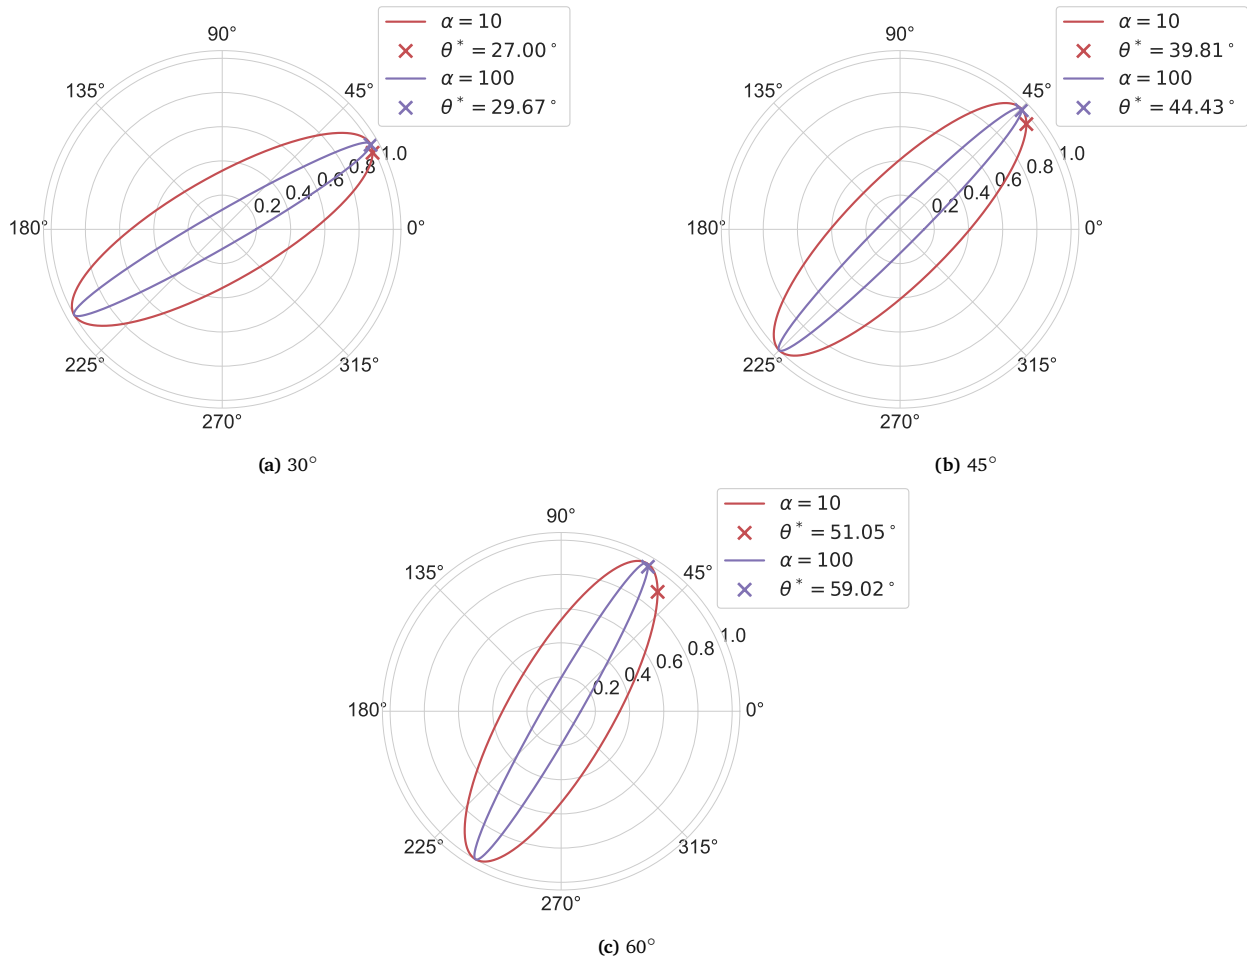 α = 10
θ* = 27.00°
α = 100
θ* = 29.67°
90°
135°
45°
180°
0°
225°
315°
270°
0.2
0.4
0.6
0.8
1.0
(a) 30°
α = 10
θ* = 39.81°
α = 100
θ* = 44.43°
90°
135°
45°
180°
0°
225°
315°
270°
0.2
0.4
0.6
0.8
1.0
(b) 45°
α = 10
θ* = 51.05°
α = 100
θ* = 59.02°
90°
135°
45°
180°
0°
225°
315°
270°
0.2
0.4
0.6
0.8
1.0
(c) 60°